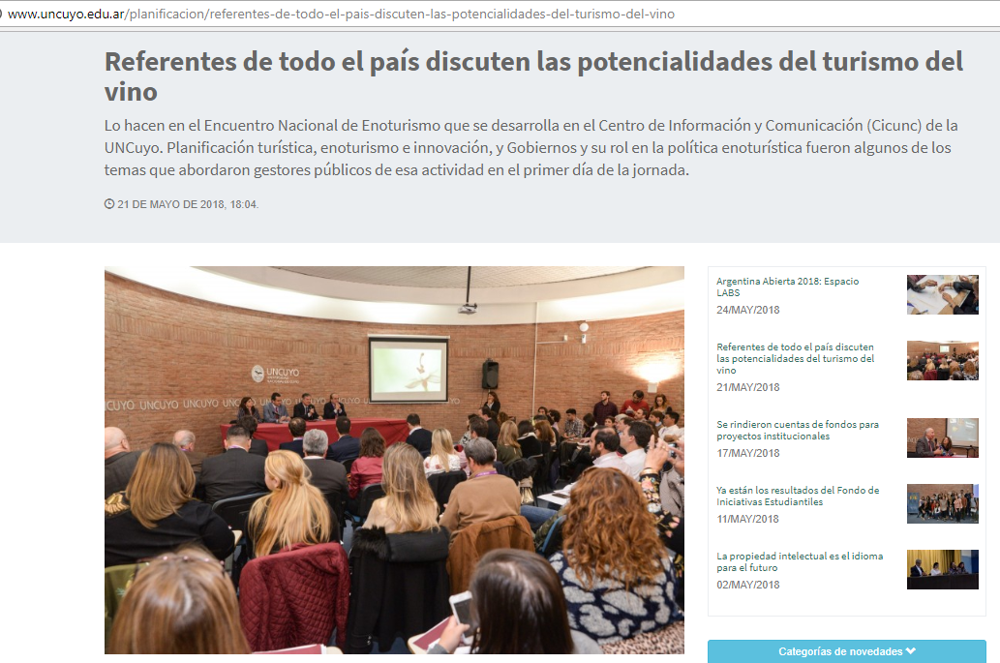 www.uncuyo.edu.ar/planificacion/referentes-de-todo-el-pais-discuten-las-potencialidades-del-turismo-del-vino
Referentes de todo el país discuten las potencialidades del turismo del
vino
Lo hacen en el Encuentro Nacional de Enoturismo que se desarrolla en el Centro de Información y Comunicación (Cicunc) de la
UNCuyo. Planificación turística, enoturismo e innovación, y Gobiernos y su rol en la política enoturística fueron algunos de los
temas que abordaron gestores públicos de esa actividad en el primer día de la jornada.
21 DE MAYO DE 2018, 18:04.
UNCUYO
UNCUYO UNCUYO UNCUYO
Argentina Abierta 2018: Espacio
LABS
24/MAY/2018
Referentes de todo el país discuten
las potencialidades del turismo del
vino
21/MAY/2018
Se rindieron cuentas de fondos para
proyectos institucionales
17/MAY/2018
Ya están los resultados del Fondo de
Iniciativas Estudiantiles
11/MAY/2018
La propiedad intelectual es el idioma
para el futuro
02/MAY/2018
Categorías de novedades